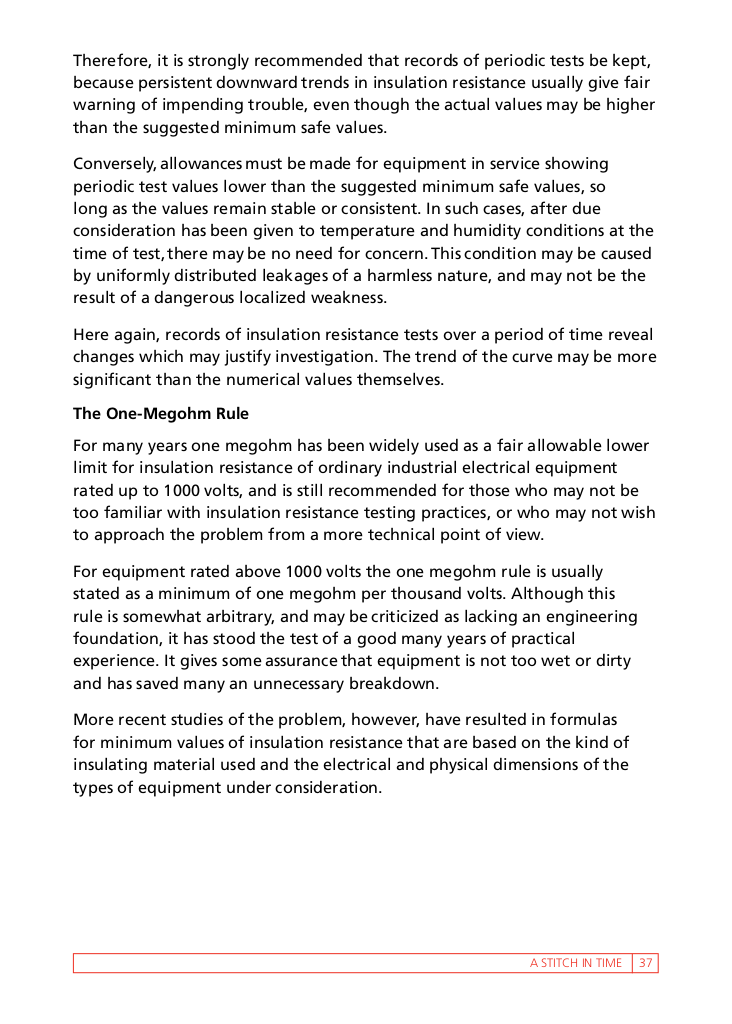 Therefore, it is strongly recommended that records of periodic tests be kept,
because persistent downward trends in insulation resistance usually give fair
warning of impending trouble, even though the actual values may be higher
than the suggested minimum safe values.
Conversely, allowances must be made for equipment in service showing
periodic test values lower than the suggested minimum safe values, so
long as the values remain stable or consistent. In such cases, after due
consideration has been given to temperature and humidity conditions at the
time of test, there may be no need for concern. This condition may be caused
by uniformly distributed leakages of a harmless nature, and may not be the
result of a dangerous localized weakness.
Here again, records of insulation resistance tests over a period of time reveal
changes which may justify investigation. The trend of the curve may be more
significant than the numerical values themselves.
The One-Megohm Rule
For many years one megohm has been widely used as a fair allowable lower
limit for insulation resistance of ordinary industrial electrical equipment
rated up to 1000 volts, and is still recommended for those who may not be
too familiar with insulation resistance testing practices, or who may not wish
to approach the problem from a more technical point of view.
For equipment rated above 1000 volts the one megohm rule is usually
stated as a minimum of one megohm per thousand volts. Although this
rule is somewhat arbitrary, and may be criticized as lacking an engineering
foundation, it has stood the test of a good many years of practical
experience. It gives some assurance that equipment is not too wet or dirty
and has saved many an unnecessary breakdown.
More recent studies of the problem, however, have resulted in formulas
for minimum values of insulation resistance that are based on the kind of
insulating material used and the electrical and physical dimensions of the
types of equipment under consideration.
A STITCH IN TIME 37